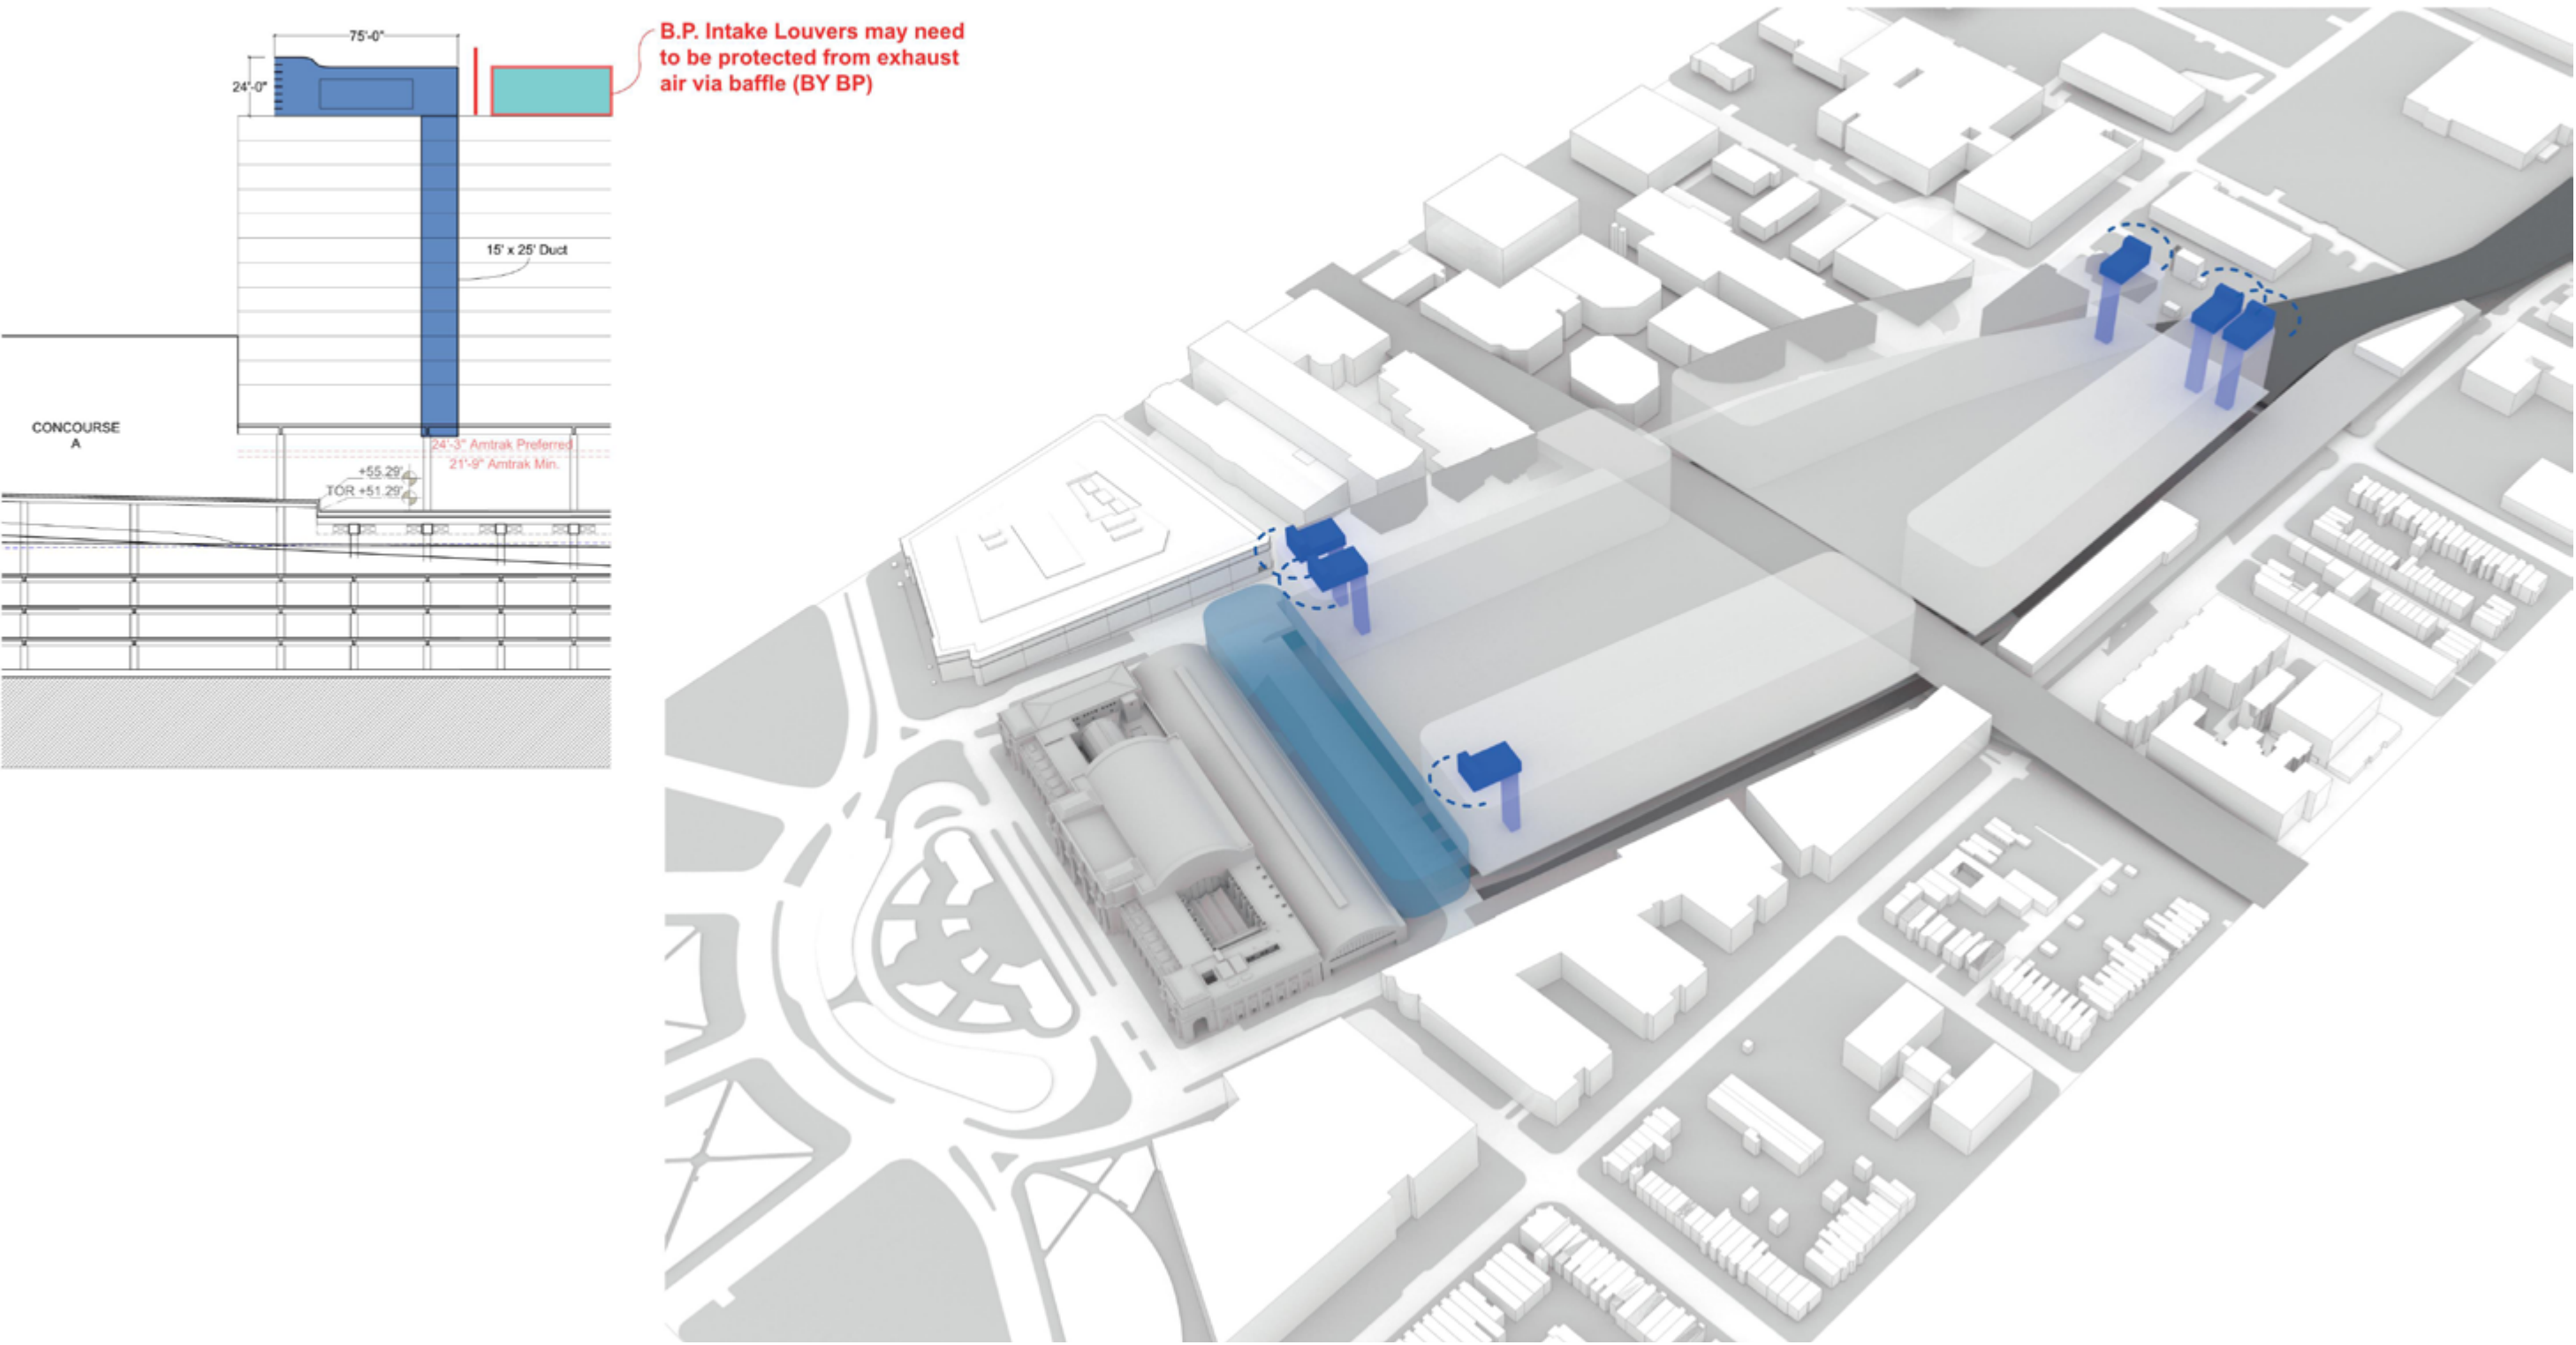 75'-0"
B.P. Intake Louvers may need
to be protected from exhaust
air via baffle (BY BP)
24'-0"
15' x 25' Duct
CONCOURSE
A
24'-3" Amtrak Preferred
21'-9" Amtrak Min.
+55.29'
TOR +51.29'